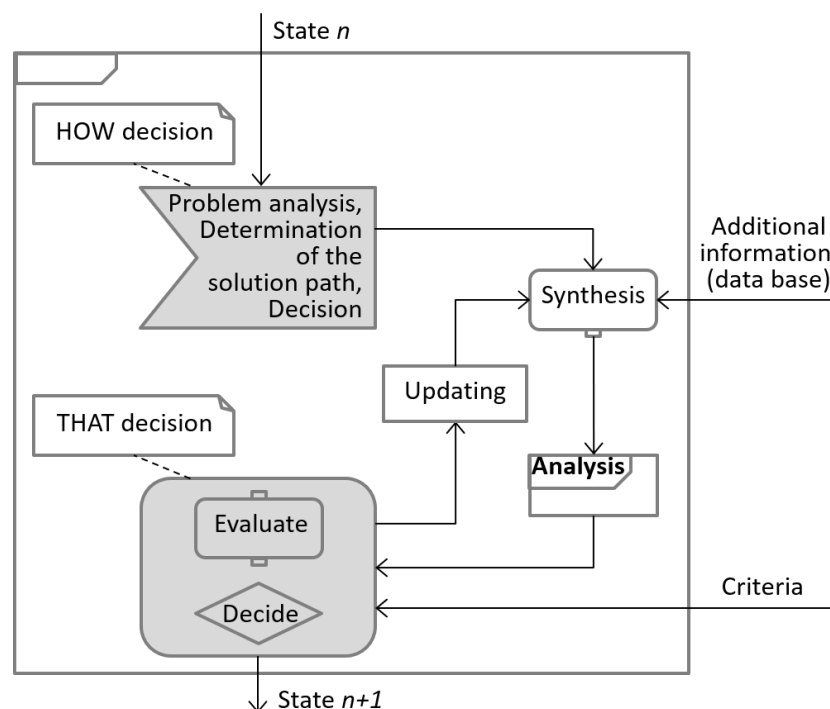 State n
HOW decision
Problem analysis,
Determination
of the
solution path,
Decision
Additional
information
(data base)
Synthesis
Updating
THAT decision
Analysis
Evaluate
Criteria
Decide
State n+1